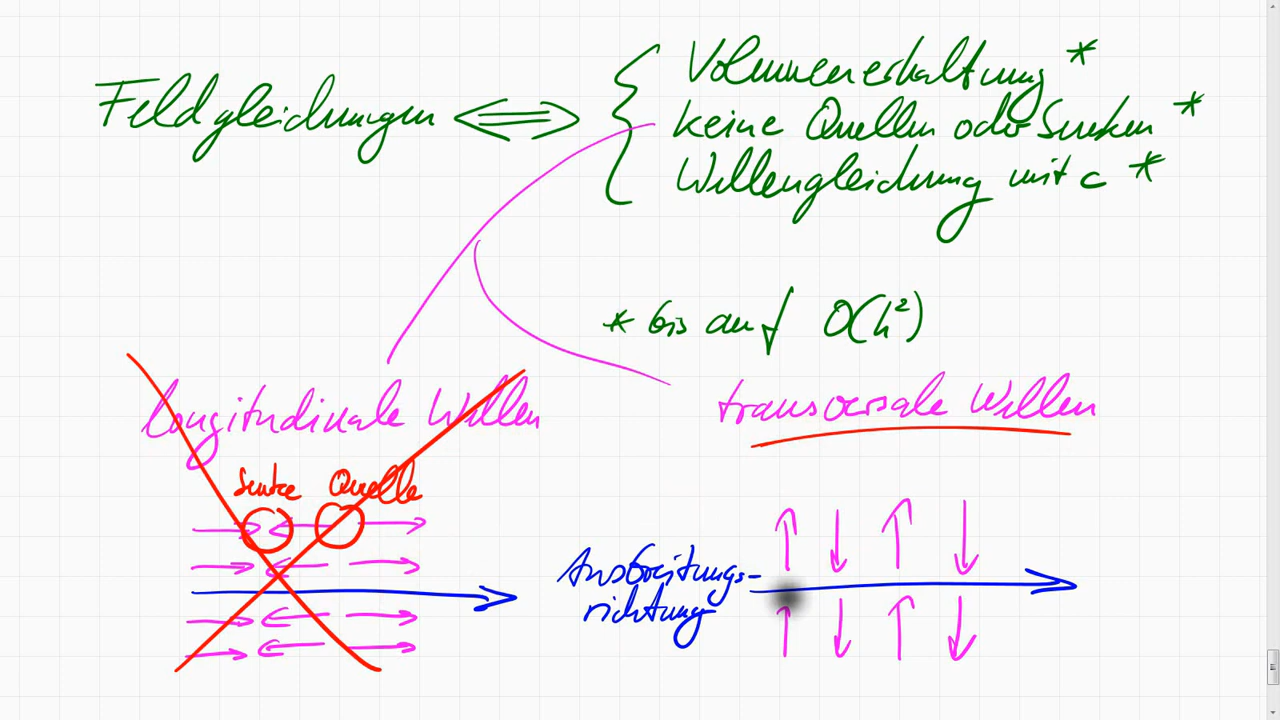 Feldgleichungen ⟺ { Volumenerhaltung *
keine Quellen oder Senken *
Wellengleichung mit c *
* bis auf O(h²)
longitudinale Wellen
transversale Wellen
Senke Quelle
Ausbreitungs-
richtung